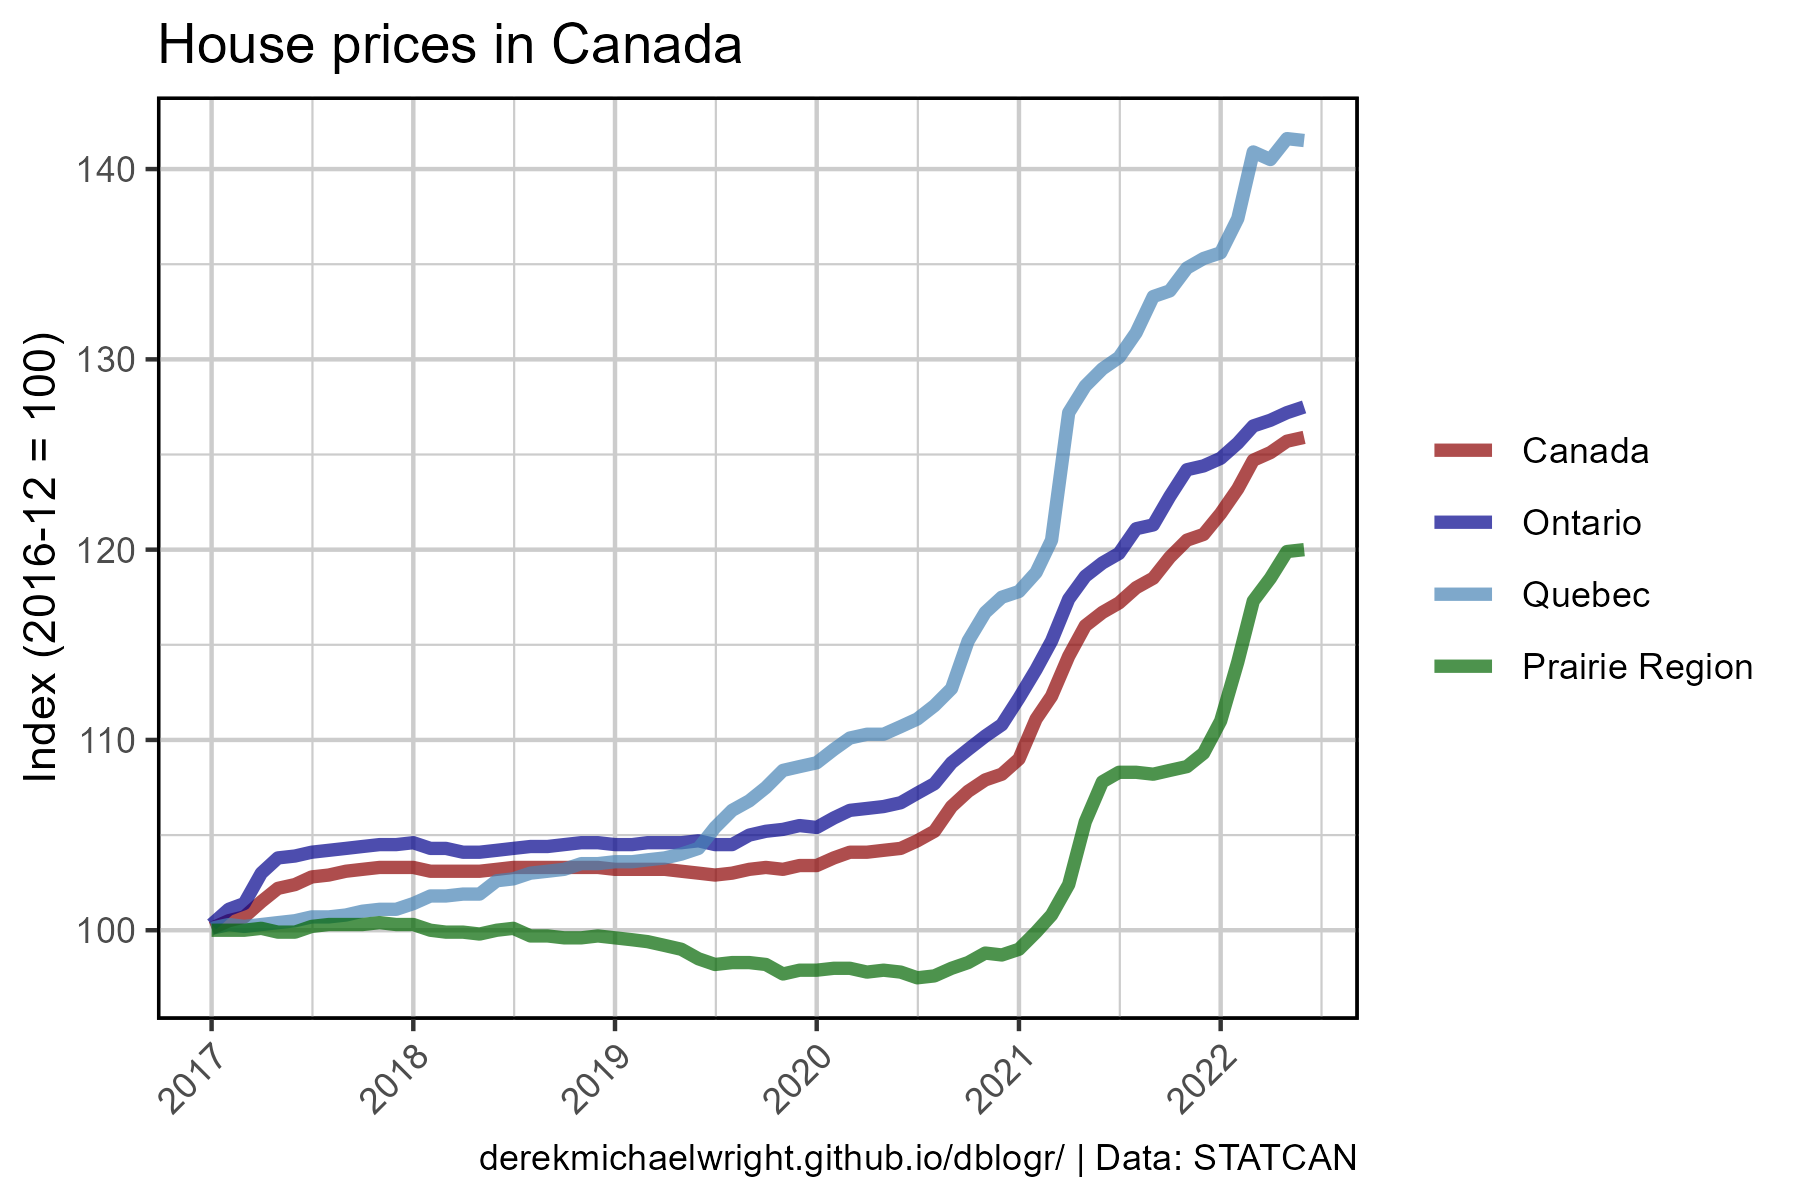 House prices in Canada
Index (2016-12 = 100)
140
130
120
110
100
2017
2018
2019
2020
2021
2022
Canada
Ontario
Quebec
Prairie Region
derekmichaelwright.github.io/dblogr/ | Data: STATCAN